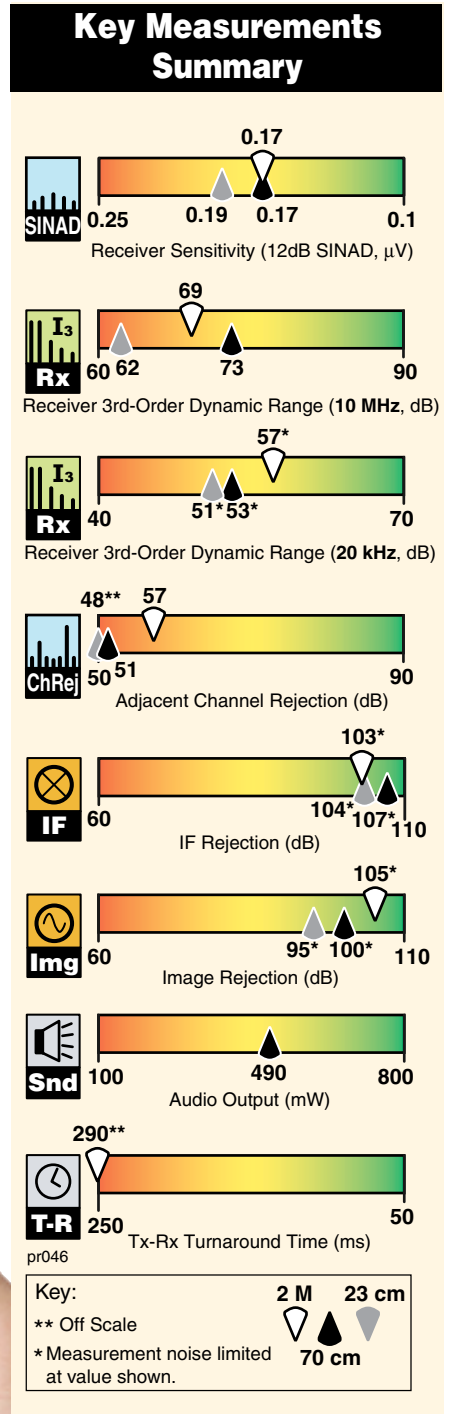 Key Measurements
Summary
0.17
SINAD 0.25 0.19 0.17 0.1
Receiver Sensitivity (12dB SINAD, μV)
69
I3
Rx 60 62 73 90
Receiver 3rd-Order Dynamic Range (10 MHz, dB)
57*
I3
Rx 40 51* 53* 70
Receiver 3rd-Order Dynamic Range (20 kHz, dB)
48** 57
ChRej 50 51 90
Adjacent Channel Rejection (dB)
103*
IF 60 104* 107* 110
IF Rejection (dB)
105*
Img 60 95* 100* 110
Image Rejection (dB)
Snd 100 490 800
Audio Output (mW)
290**
T-R 250 50
Tx-Rx Turnaround Time (ms)
pr046
Key: 2 M 23 cm
** Off Scale
* Measurement noise limited 70 cm
at value shown.